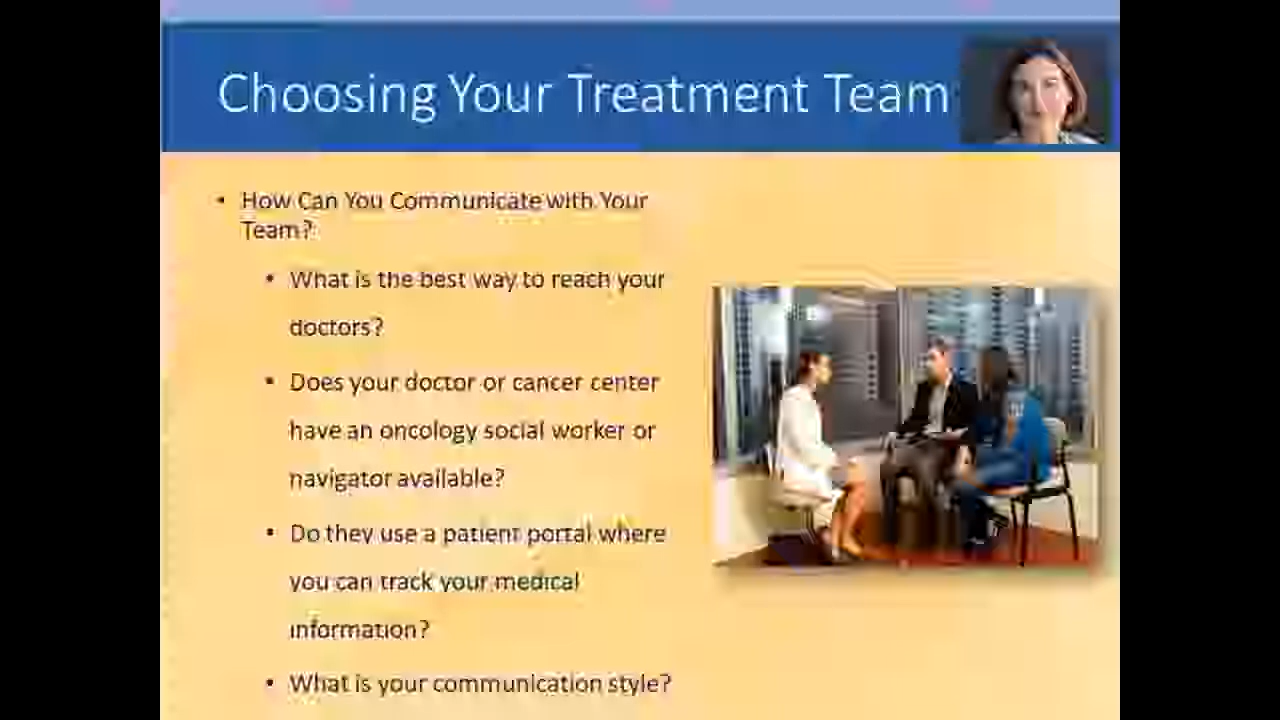 Choosing Your Treatment Team
• How Can You Communicate with Your
Team?
• What is the best way to reach your
doctors?
• Does your doctor or cancer center
have an oncology social worker or
navigator available?
• Do they use a patient portal where
you can track your medical
information?
• What is your communication style?